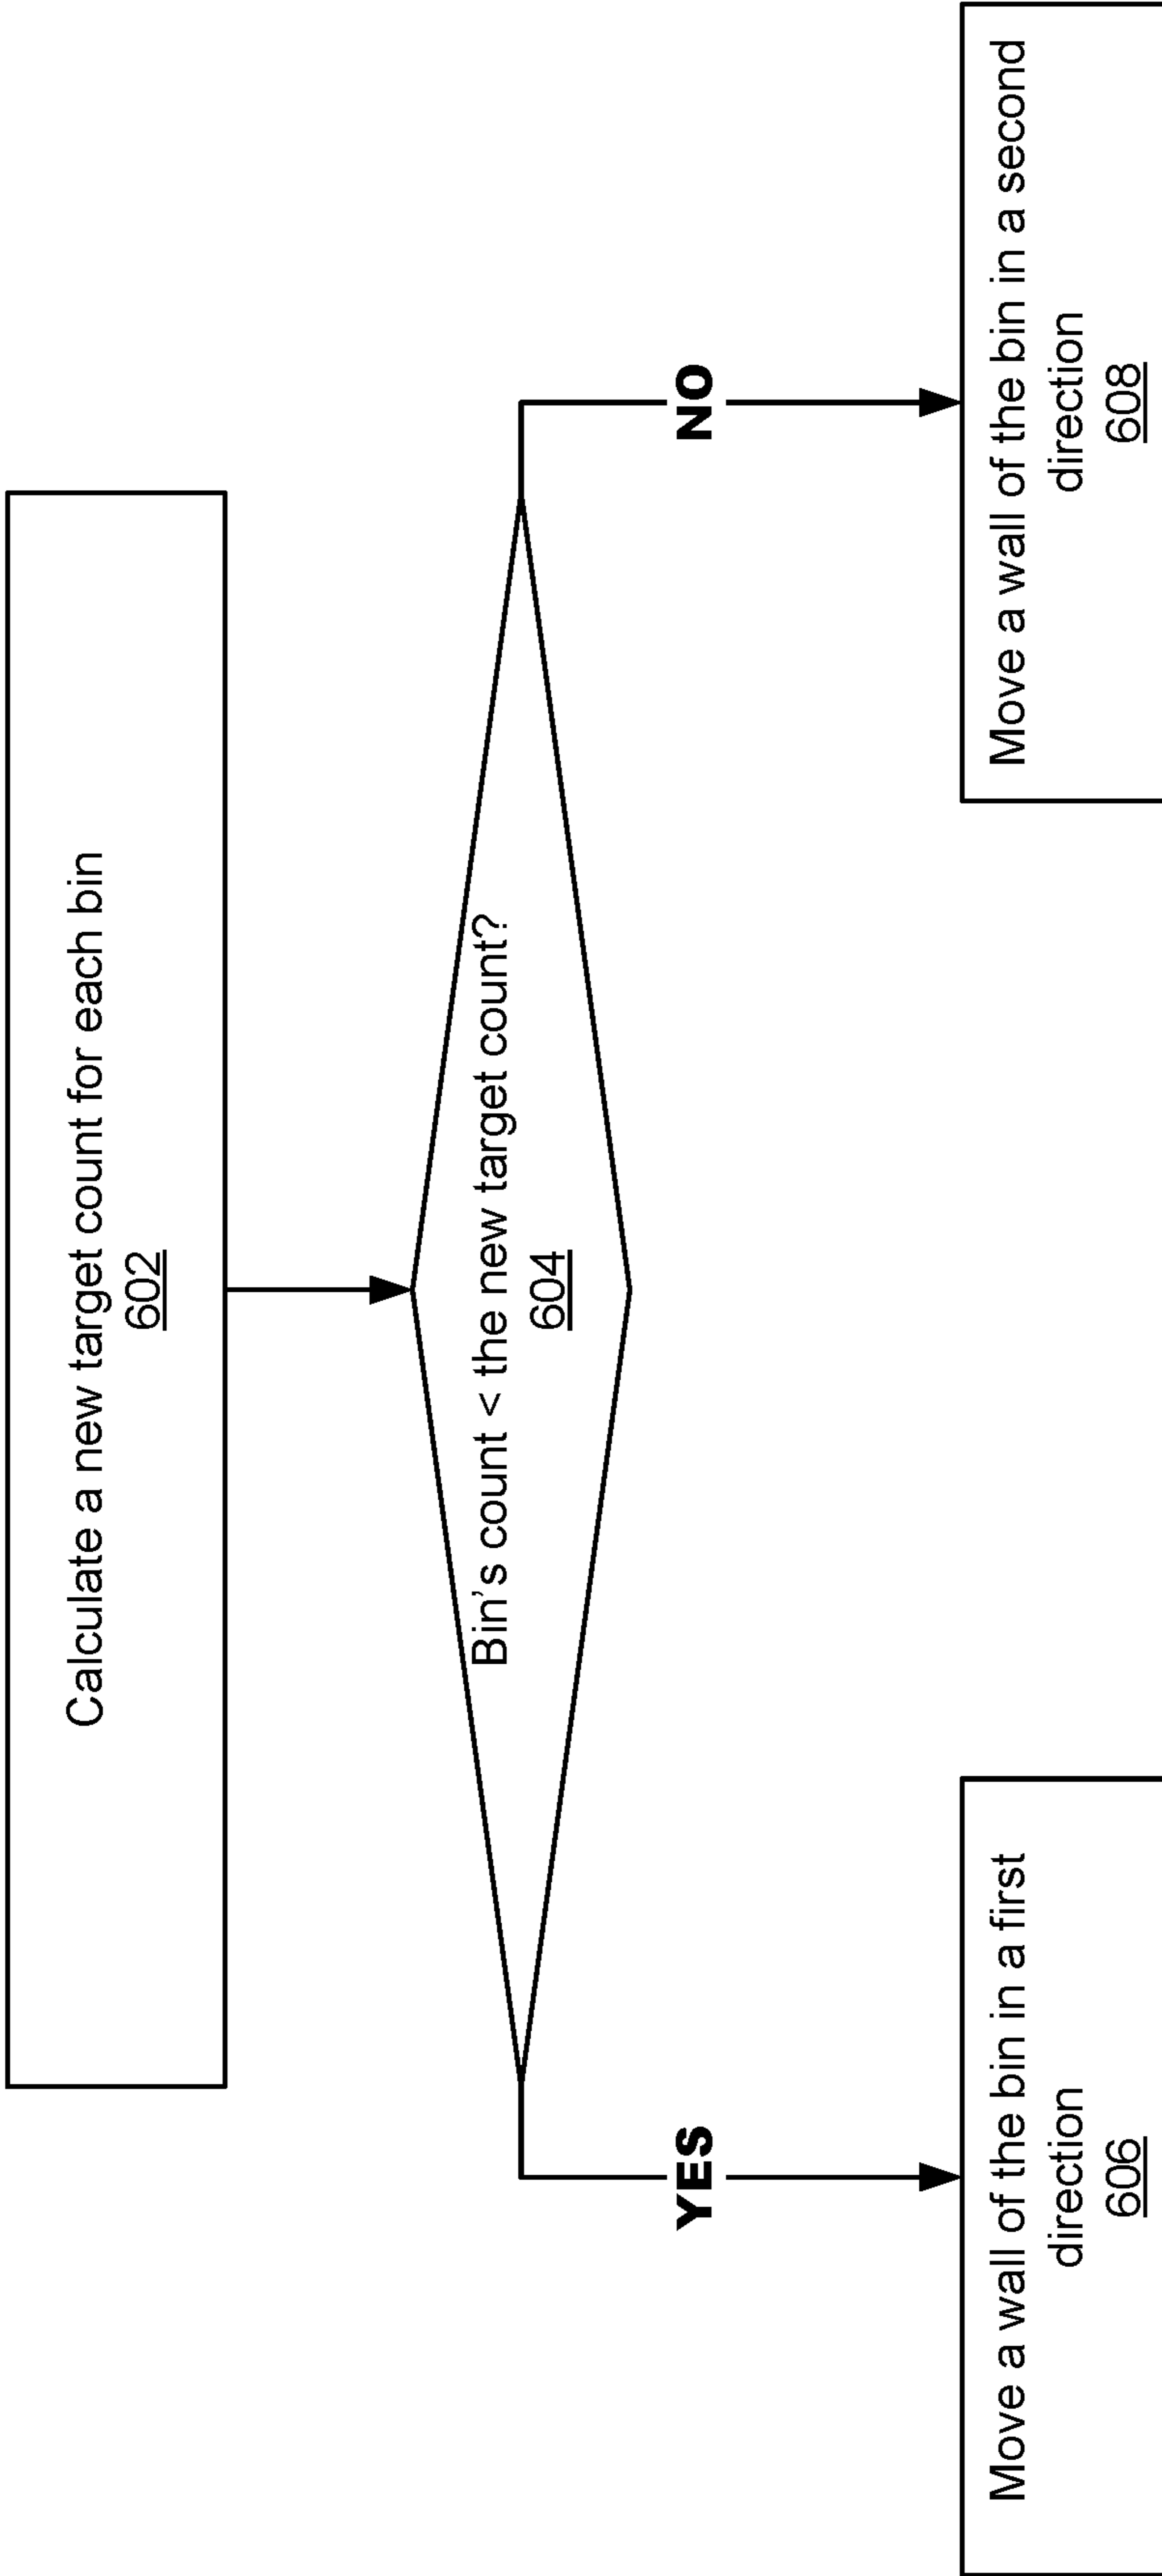 Calculate a new target count for each bin
602
Bin's count < the new target count?
604
YES
NO
Move a wall of the bin in a first
direction
606
Move a wall of the bin in a second
direction
608